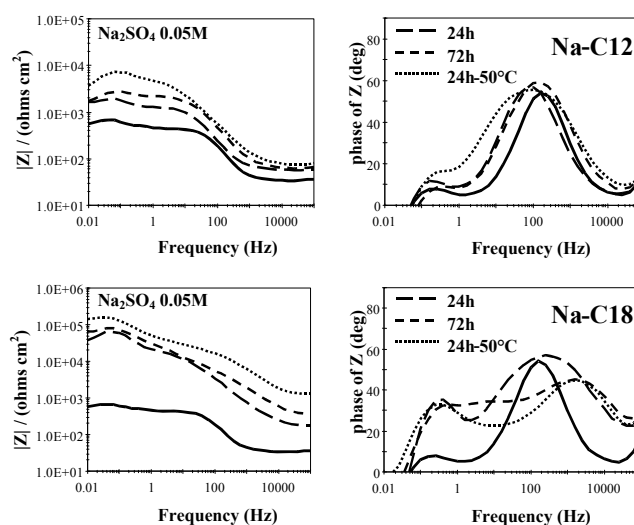 1.0E+05
Na₂SO₄ 0.05M
1.0E+04
1.0E+03
1.0E+02
1.0E+01
|Z| / (ohms cm²)
0.01 1 100 10000
Frequency (Hz)
90
Na-C12
24h
72h
24h-50°C
80
60
40
20
0
phase of Z (deg)
0.01 1 100 10000
Frequency (Hz)
1.0E+06
Na₂SO₄ 0.05M
1.0E+05
1.0E+04
1.0E+03
1.0E+02
1.0E+01
|Z| / (ohms cm²)
0.01 1 100 10000
Frequency (Hz)
90
Na-C18
24h
72h
24h-50°C
80
60
40
20
0
phase of Z (deg)
0.01 1 100 10000
Frequency (Hz)